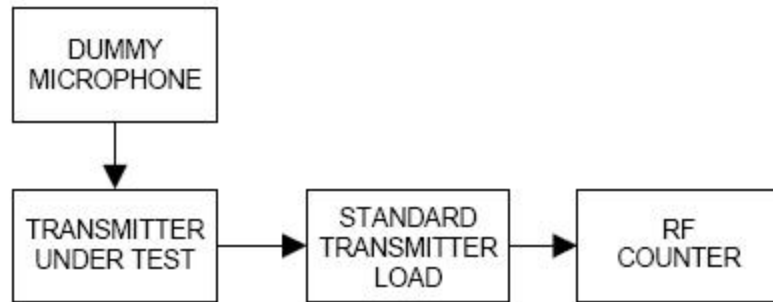 DUMMY
MICROPHONE
TRANSMITTER
UNDER TEST
STANDARD
TRANSMITTER
LOAD
RF
COUNTER